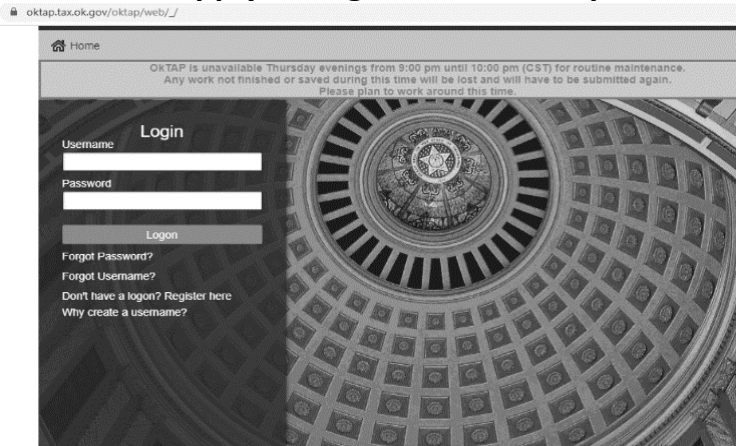 oktap.tax.ok.gov/oktap/web/_/
Home
OkTAP is unavailable Thursday evenings from 9:00 pm until 10:00 pm (CST) for routine maintenance.
Any work not finished or saved during this time will be lost and will have to be submitted again.
Please plan to work around this time.
Login
Username
Password
Logon
Forgot Password?
Forgot Username?
Don't have a logon? Register here
Why create a username?